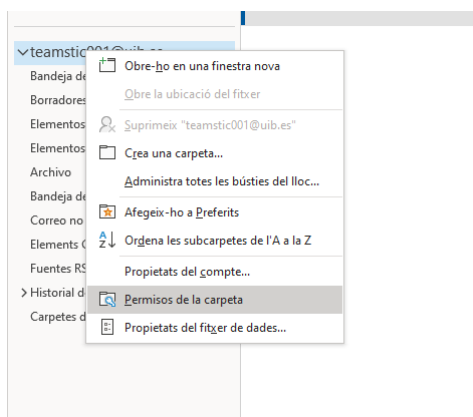 teamstic001@uib.es
Obre-ho en una finestra nova
Bandeja de
Obre la ubicació del fitxer
Borradores
Suprimeix "teamstic001@uib.es"
Elementos
Crea una carpeta...
Elementos
Administra totes les bústies del lloc...
Archivo
Bandeja de
Afegeix-ho a Preferits
Correo no
Ordena les subcarpetes de l'A a la Z
Elements
Fuentes RS
Propietats del compte...
Historial d
Permisos de la carpeta
Carpetes d
Propietats del fitxer de dades...